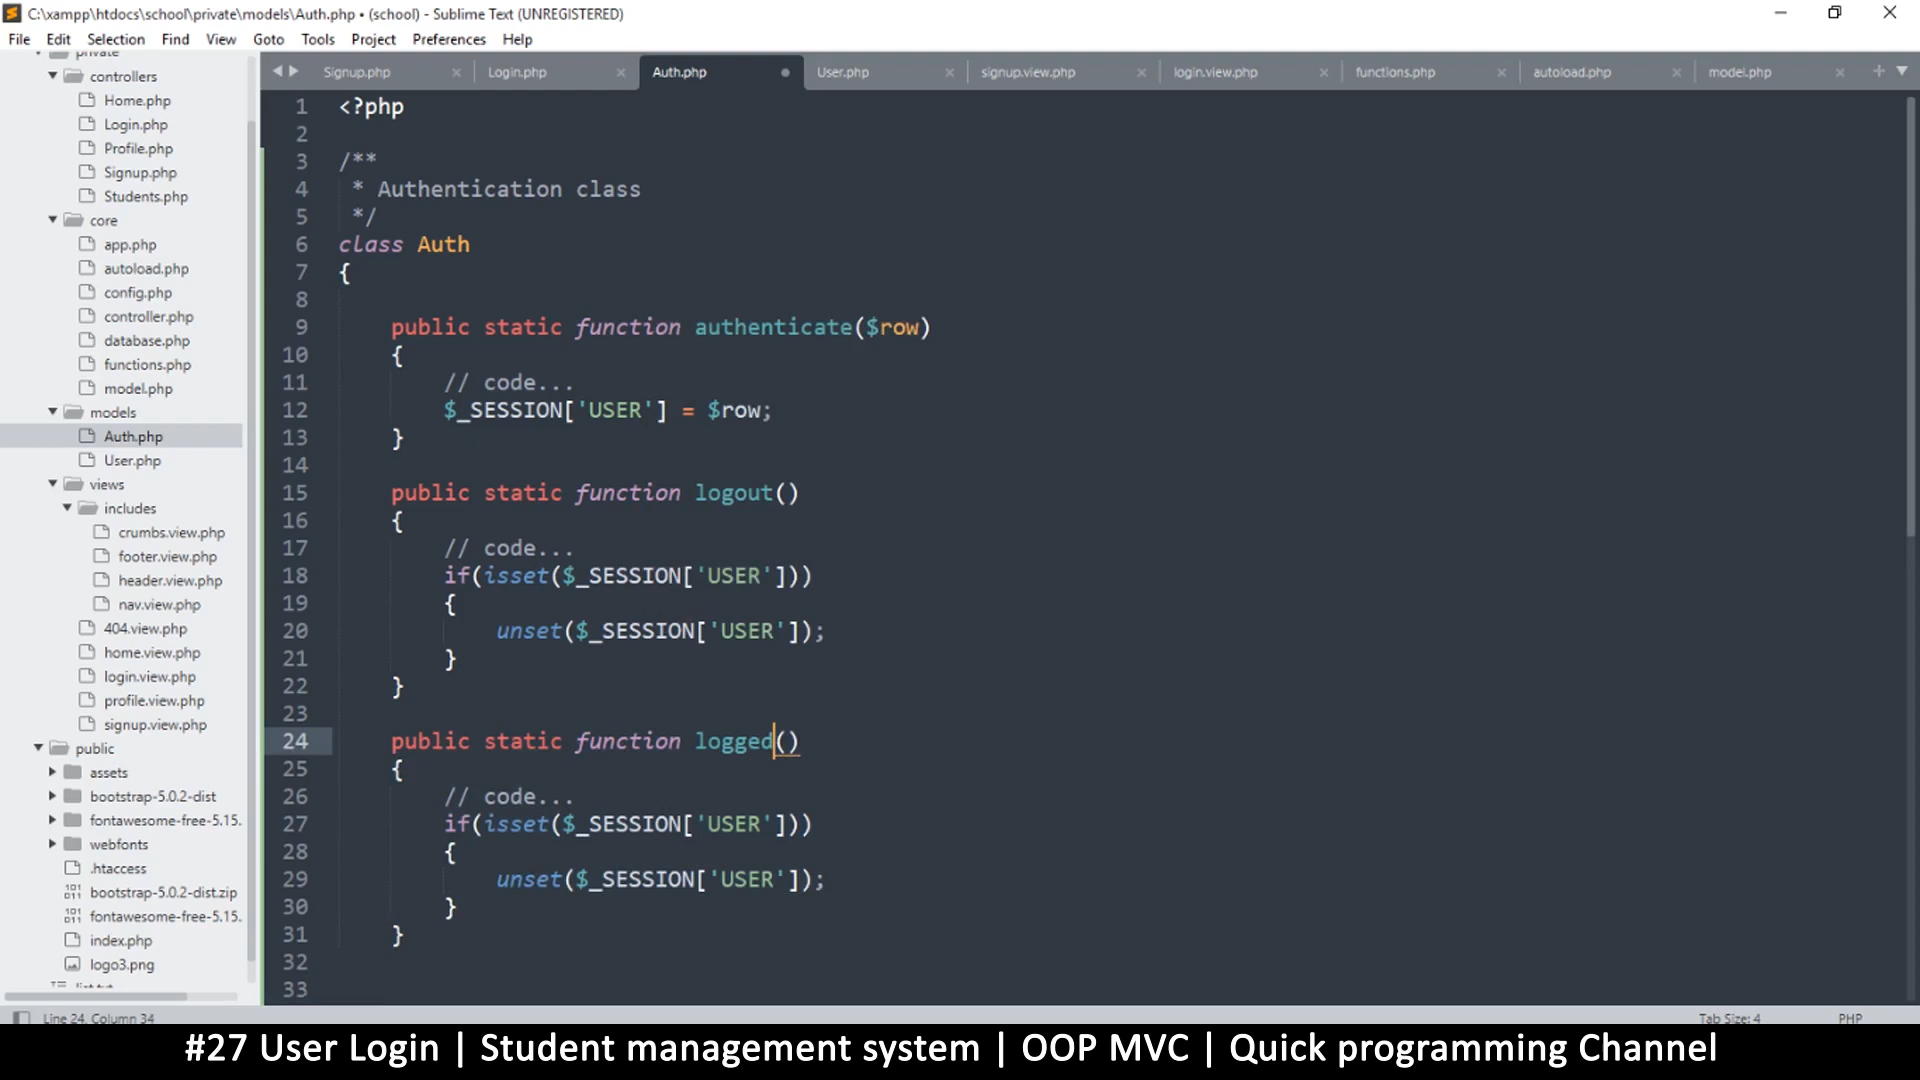 C:\xampp\htdocs\school\private\models\Auth.php • (school) - Sublime Text (UNREGISTERED)
File Edit Selection Find View Goto Tools Project Preferences Help
private
controllers
Home.php
Login.php
Profile.php
Signup.php
Students.php
core
app.php
autoload.php
config.php
controller.php
database.php
functions.php
model.php
models
Auth.php
User.php
views
includes
crumbs.view.php
footer.view.php
header.view.php
nav.view.php
404.view.php
home.view.php
login.view.php
profile.view.php
signup.view.php
public
assets
bootstrap-5.0.2-dist
fontawesome-free-5.15.
webfonts
.htaccess
bootstrap-5.0.2-dist.zip
fontawesome-free-5.15.
index.php
logo3.png
Signup.php Login.php Auth.php User.php signup.view.php login.view.php functions.php autoload.php model.php
1 <?php
2
3 /**
4  * Authentication class
5  */
6 class Auth
7 {
8
9     public static function authenticate($row)
10     {
11         // code...
12         $_SESSION['USER'] = $row;
13     }
14
15     public static function logout()
16     {
17         // code...
18         if(isset($_SESSION['USER']))
19         {
20             unset($_SESSION['USER']);
21         }
22     }
23
24     public static function logged()
25     {
26         // code...
27         if(isset($_SESSION['USER']))
28         {
29             unset($_SESSION['USER']);
30         }
31     }
32
33
Line 24, Column 34 Tab Size: 4 PHP
#27 User Login | Student management system | OOP MVC | Quick programming Channel